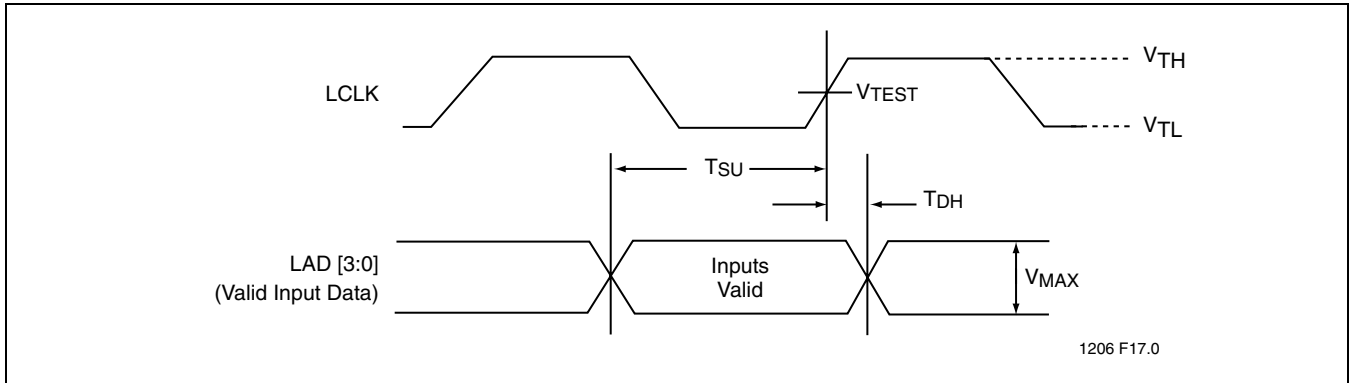 LCLK
VTEST
VTH
VTL
TSU
TDH
LAD [3:0]
(Valid Input Data)
Inputs
Valid
VMAX
1206 F17.0